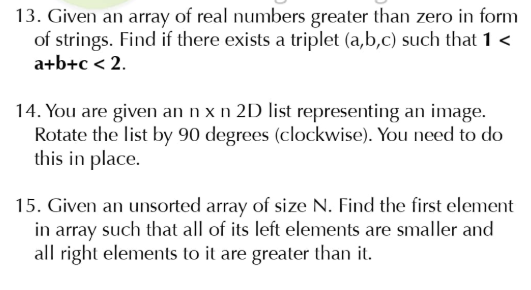 13. Given an array of real numbers greater than zero in form
of strings. Find if there exists a triplet (a,b,c) such that 1 <
a+b+c < 2.
14. You are given an n x n 2D list representing an image.
Rotate the list by 90 degrees (clockwise). You need to do
this in place.
15. Given an unsorted array of size N. Find the first element
in array such that all of its left elements are smaller and
all right elements to it are greater than it.